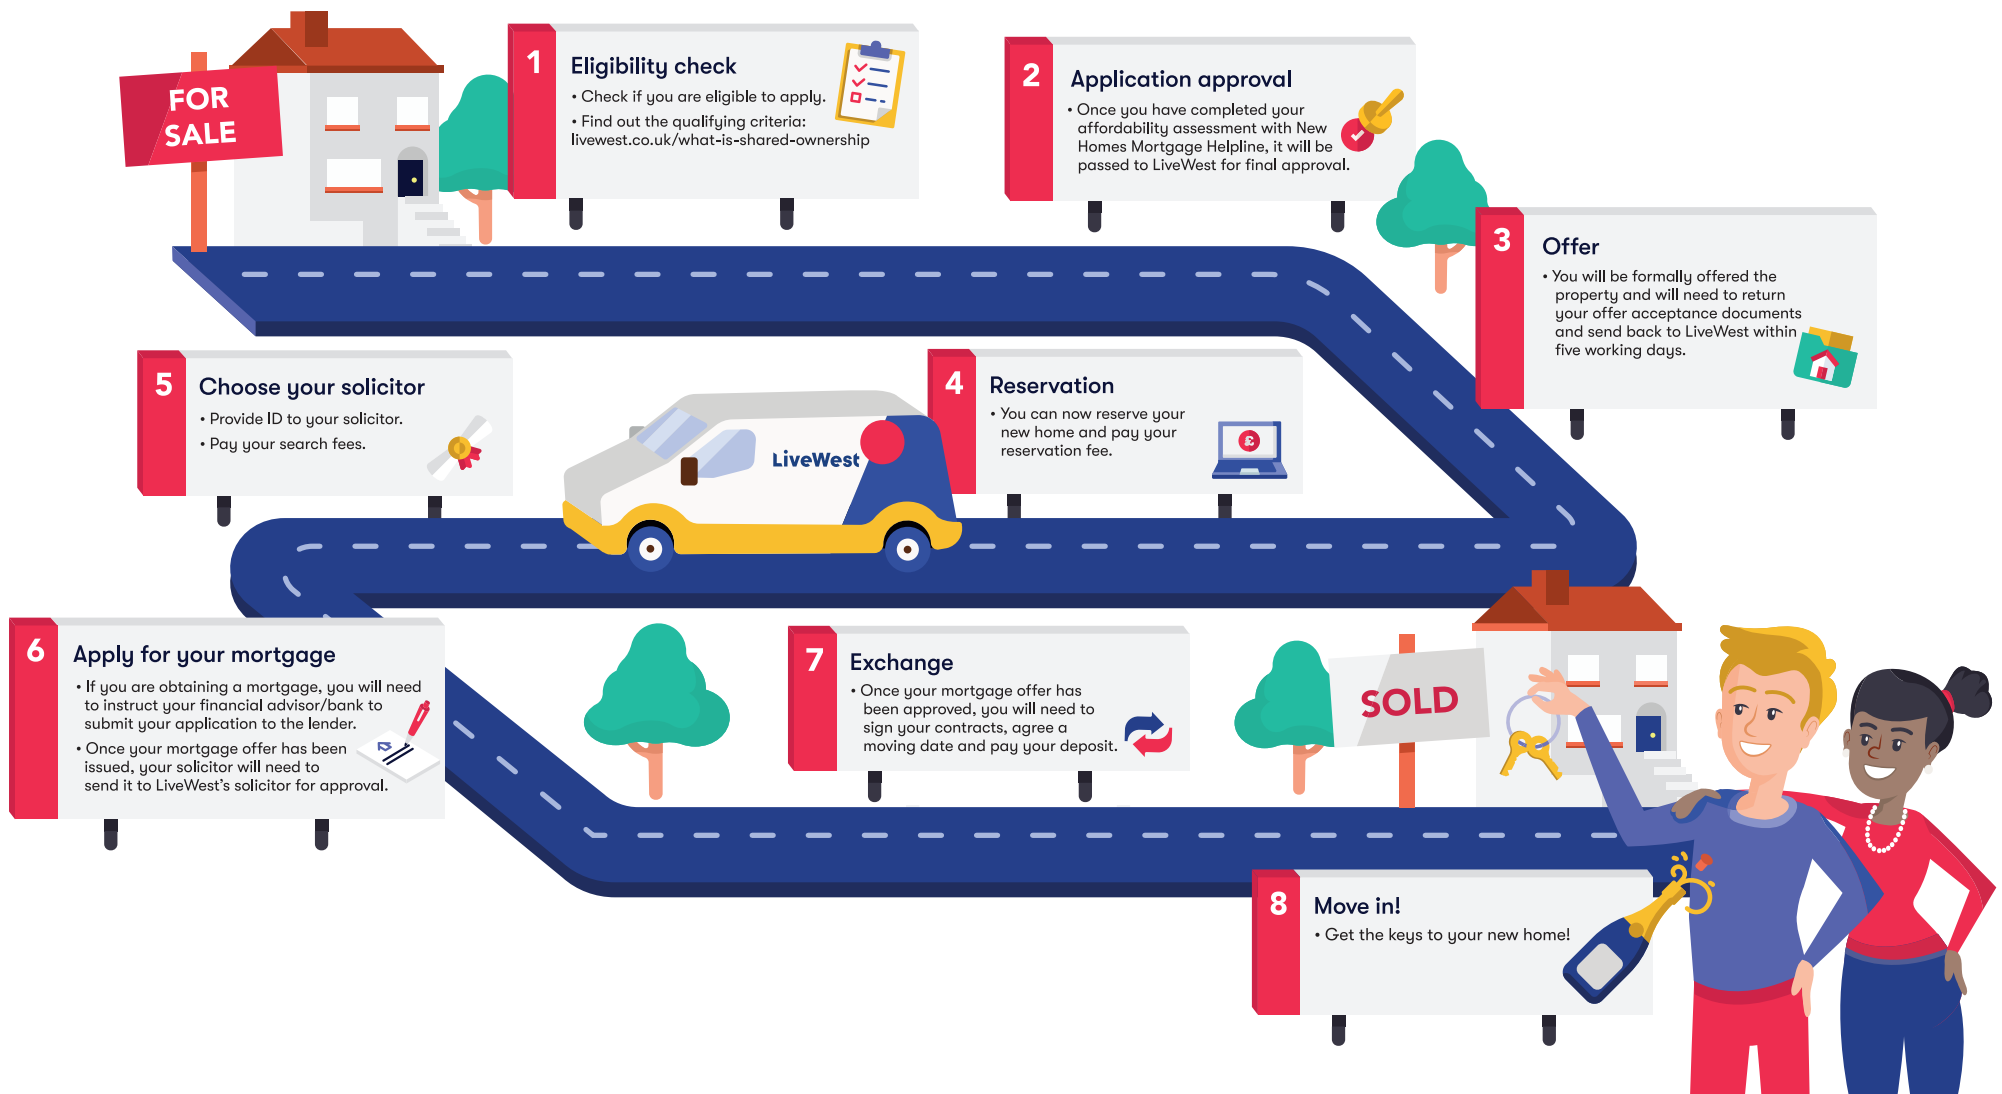 FOR
SALE
1
Eligibility check
• Check if you are eligible to apply.
• Find out the qualifying criteria:
livewest.co.uk/what-is-shared-ownership
2
Application approval
• Once you have completed your
affordability assessment with New
Homes Mortgage Helpline, it will be
passed to LiveWest for final approval.
3
Offer
• You will be formally offered the
property and will need to return
your offer acceptance documents
and send back to LiveWest within
five working days.
4
Reservation
• You can now reserve your
new home and pay your
reservation fee.
£
LiveWest
5
Choose your solicitor
• Provide ID to your solicitor.
• Pay your search fees.
6
Apply for your mortgage
• If you are obtaining a mortgage, you will need
to instruct your financial advisor/bank to
submit your application to the lender.
• Once your mortgage offer has been
issued, your solicitor will need to
send it to LiveWest's solicitor for approval.
7
Exchange
• Once your mortgage offer has
been approved, you will need to
sign your contracts, agree a
moving date and pay your deposit.
SOLD
8
Move in!
• Get the keys to your new home!